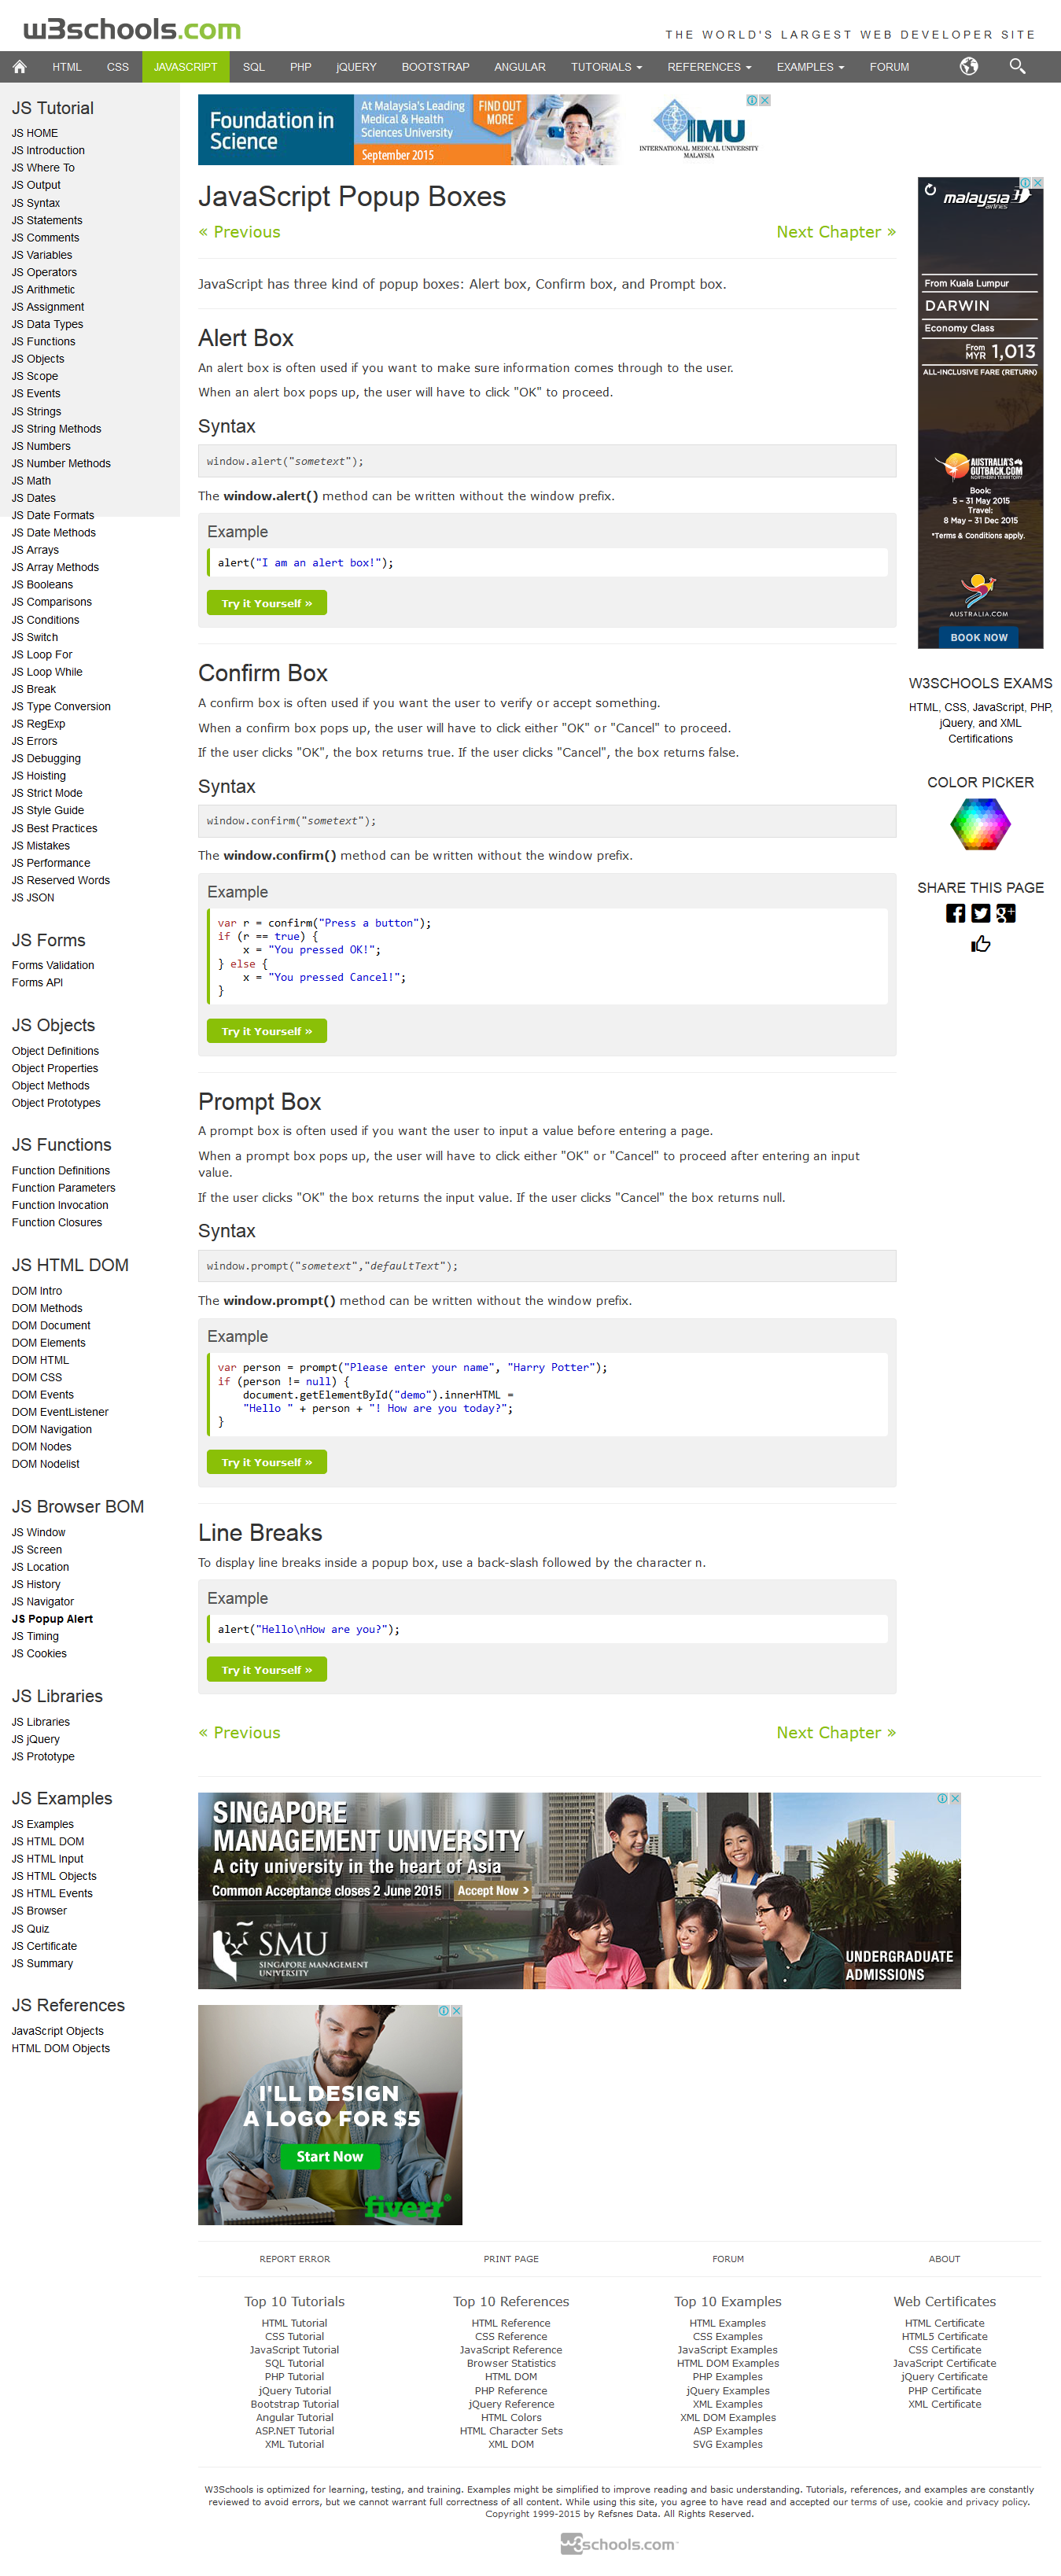 w3schools.com
THE WORLD'S LARGEST WEB DEVELOPER SITE
HTML CSS JAVASCRIPT SQL PHP jQUERY BOOTSTRAP ANGULAR TUTORIALS REFERENCES EXAMPLES FORUM
JS Tutorial
JS HOME
JS Introduction
JS Where To
JS Output
JS Syntax
JS Statements
JS Comments
JS Variables
JS Operators
JS Arithmetic
JS Assignment
JS Data Types
JS Functions
JS Objects
JS Scope
JS Events
JS Strings
JS String Methods
JS Numbers
JS Number Methods
JS Math
JS Dates
JS Date Formats
JS Date Methods
JS Arrays
JS Array Methods
JS Booleans
JS Comparisons
JS Conditions
JS Switch
JS Loop For
JS Loop While
JS Break
JS Type Conversion
JS RegExp
JS Errors
JS Debugging
JS Hoisting
JS Strict Mode
JS Style Guide
JS Best Practices
JS Mistakes
JS Performance
JS Reserved Words
JS JSON
JS Forms
Forms Validation
Forms API
JS Objects
Object Definitions
Object Properties
Object Methods
Object Prototypes
JS Functions
Function Definitions
Function Parameters
Function Invocation
Function Closures
JS HTML DOM
DOM Intro
DOM Methods
DOM Document
DOM Elements
DOM HTML
DOM CSS
DOM Events
DOM EventListener
DOM Navigation
DOM Nodes
DOM Nodelist
JS Browser BOM
JS Window
JS Screen
JS Location
JS History
JS Navigator
JS Popup Alert
JS Timing
JS Cookies
JS Libraries
JS Libraries
JS jQuery
JS Prototype
JS Examples
JS Examples
JS HTML DOM
JS HTML Input
JS HTML Objects
JS HTML Events
JS Browser
JS Quiz
JS Certificate
JS Summary
JS References
JavaScript Objects
HTML DOM Objects
Foundation in
Science
At Malaysia's Leading
Medical & Health
Sciences University
September 2015
FIND OUT
MORE
IMU
INTERNATIONAL MEDICAL UNIVERSITY
MALAYSIA
JavaScript Popup Boxes
« Previous
Next Chapter »
JavaScript has three kind of popup boxes: Alert box, Confirm box, and Prompt box.
Alert Box
An alert box is often used if you want to make sure information comes through to the user.
When an alert box pops up, the user will have to click "OK" to proceed.
Syntax
window.alert("sometext");
The window.alert() method can be written without the window prefix.
Example
alert("I am an alert box!");
Try it Yourself »
Confirm Box
A confirm box is often used if you want the user to verify or accept something.
When a confirm box pops up, the user will have to click either "OK" or "Cancel" to proceed.
If the user clicks "OK", the box returns true. If the user clicks "Cancel", the box returns false.
Syntax
window.confirm("sometext");
The window.confirm() method can be written without the window prefix.
Example
var r = confirm("Press a button");
if (r == true) {
    x = "You pressed OK!";
} else {
    x = "You pressed Cancel!";
}
Try it Yourself »
Prompt Box
A prompt box is often used if you want the user to input a value before entering a page.
When a prompt box pops up, the user will have to click either "OK" or "Cancel" to proceed after entering an input
value.
If the user clicks "OK" the box returns the input value. If the user clicks "Cancel" the box returns null.
Syntax
window.prompt("sometext","defaultText");
The window.prompt() method can be written without the window prefix.
Example
var person = prompt("Please enter your name", "Harry Potter");
if (person != null) {
    document.getElementById("demo").innerHTML =
    "Hello " + person + "! How are you today?";
}
Try it Yourself »
Line Breaks
To display line breaks inside a popup box, use a back-slash followed by the character n.
Example
alert("Hello\nHow are you?");
Try it Yourself »
« Previous
Next Chapter »
malaysia
airlines
From Kuala Lumpur
DARWIN
Economy Class
From
MYR 1,013
ALL-INCLUSIVE FARE (RETURN)
AUSTRALIA'S
OUTBACK.COM
NORTHERN TERRITORY
Book:
5 – 31 May 2015
Travel:
8 May – 31 Dec 2015
*Terms & Conditions apply.
AUSTRALIA.COM
BOOK NOW
W3SCHOOLS EXAMS
HTML, CSS, JavaScript, PHP,
jQuery, and XML
Certifications
COLOR PICKER
SHARE THIS PAGE
SINGAPORE
MANAGEMENT UNIVERSITY
A city university in the heart of Asia
Common Acceptance closes 2 June 2015
Accept Now >
SMU
SINGAPORE MANAGEMENT
UNIVERSITY
UNDERGRADUATE
ADMISSIONS
I'LL DESIGN
A LOGO FOR $5
Start Now
fiverr®
REPORT ERROR PRINT PAGE FORUM ABOUT
Top 10 Tutorials
HTML Tutorial
CSS Tutorial
JavaScript Tutorial
SQL Tutorial
PHP Tutorial
jQuery Tutorial
Bootstrap Tutorial
Angular Tutorial
ASP.NET Tutorial
XML Tutorial
Top 10 References
HTML Reference
CSS Reference
JavaScript Reference
Browser Statistics
HTML DOM
PHP Reference
jQuery Reference
HTML Colors
HTML Character Sets
XML DOM
Top 10 Examples
HTML Examples
CSS Examples
JavaScript Examples
HTML DOM Examples
PHP Examples
jQuery Examples
XML Examples
XML DOM Examples
ASP Examples
SVG Examples
Web Certificates
HTML Certificate
HTML5 Certificate
CSS Certificate
JavaScript Certificate
jQuery Certificate
PHP Certificate
XML Certificate
W3Schools is optimized for learning, testing, and training. Examples might be simplified to improve reading and basic understanding. Tutorials, references, and examples are constantly
reviewed to avoid errors, but we cannot warrant full correctness of all content. While using this site, you agree to have read and accepted our terms of use, cookie and privacy policy.
Copyright 1999-2015 by Refsnes Data. All Rights Reserved.
w3schools.com